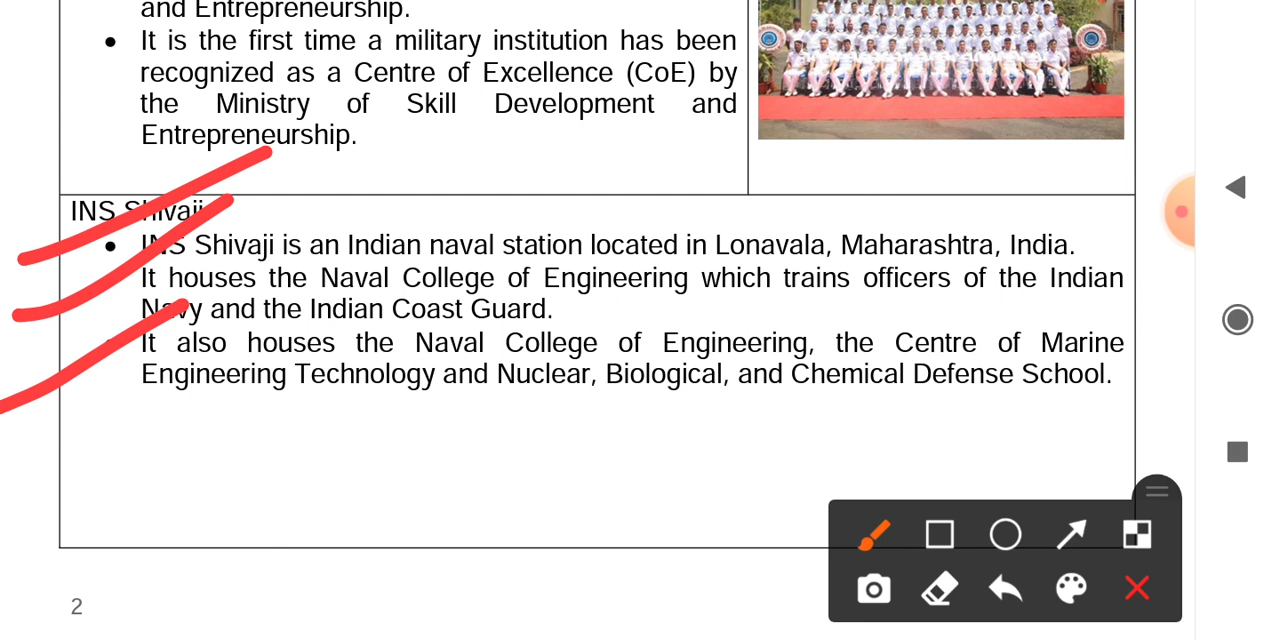 and Entrepreneurship.
• It is the first time a military institution has been
recognized as a Centre of Excellence (CoE) by
the Ministry of Skill Development and
Entrepreneurship.
INS Shivaji
• INS Shivaji is an Indian naval station located in Lonavala, Maharashtra, India.
It houses the Naval College of Engineering which trains officers of the Indian
Navy and the Indian Coast Guard.
• It also houses the Naval College of Engineering, the Centre of Marine
Engineering Technology and Nuclear, Biological, and Chemical Defense School.
2